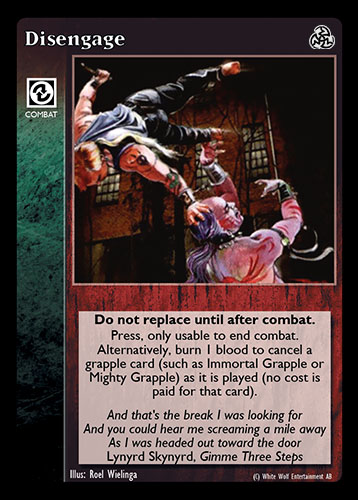 Disengage
COMBAT
Do not replace until after combat.
Press, only usable to end combat.
Alternatively, burn 1 blood to cancel a
grapple card (such as Immortal Grapple or
Mighty Grapple) as it is played (no cost is
paid for that card).
And that's the break I was looking for
And you could hear me screaming a mile away
As I was headed out toward the door
Lynyrd Skynyrd, Gimme Three Steps
Illus: Roel Wielinga
(C) White Wolf Entertainment AB